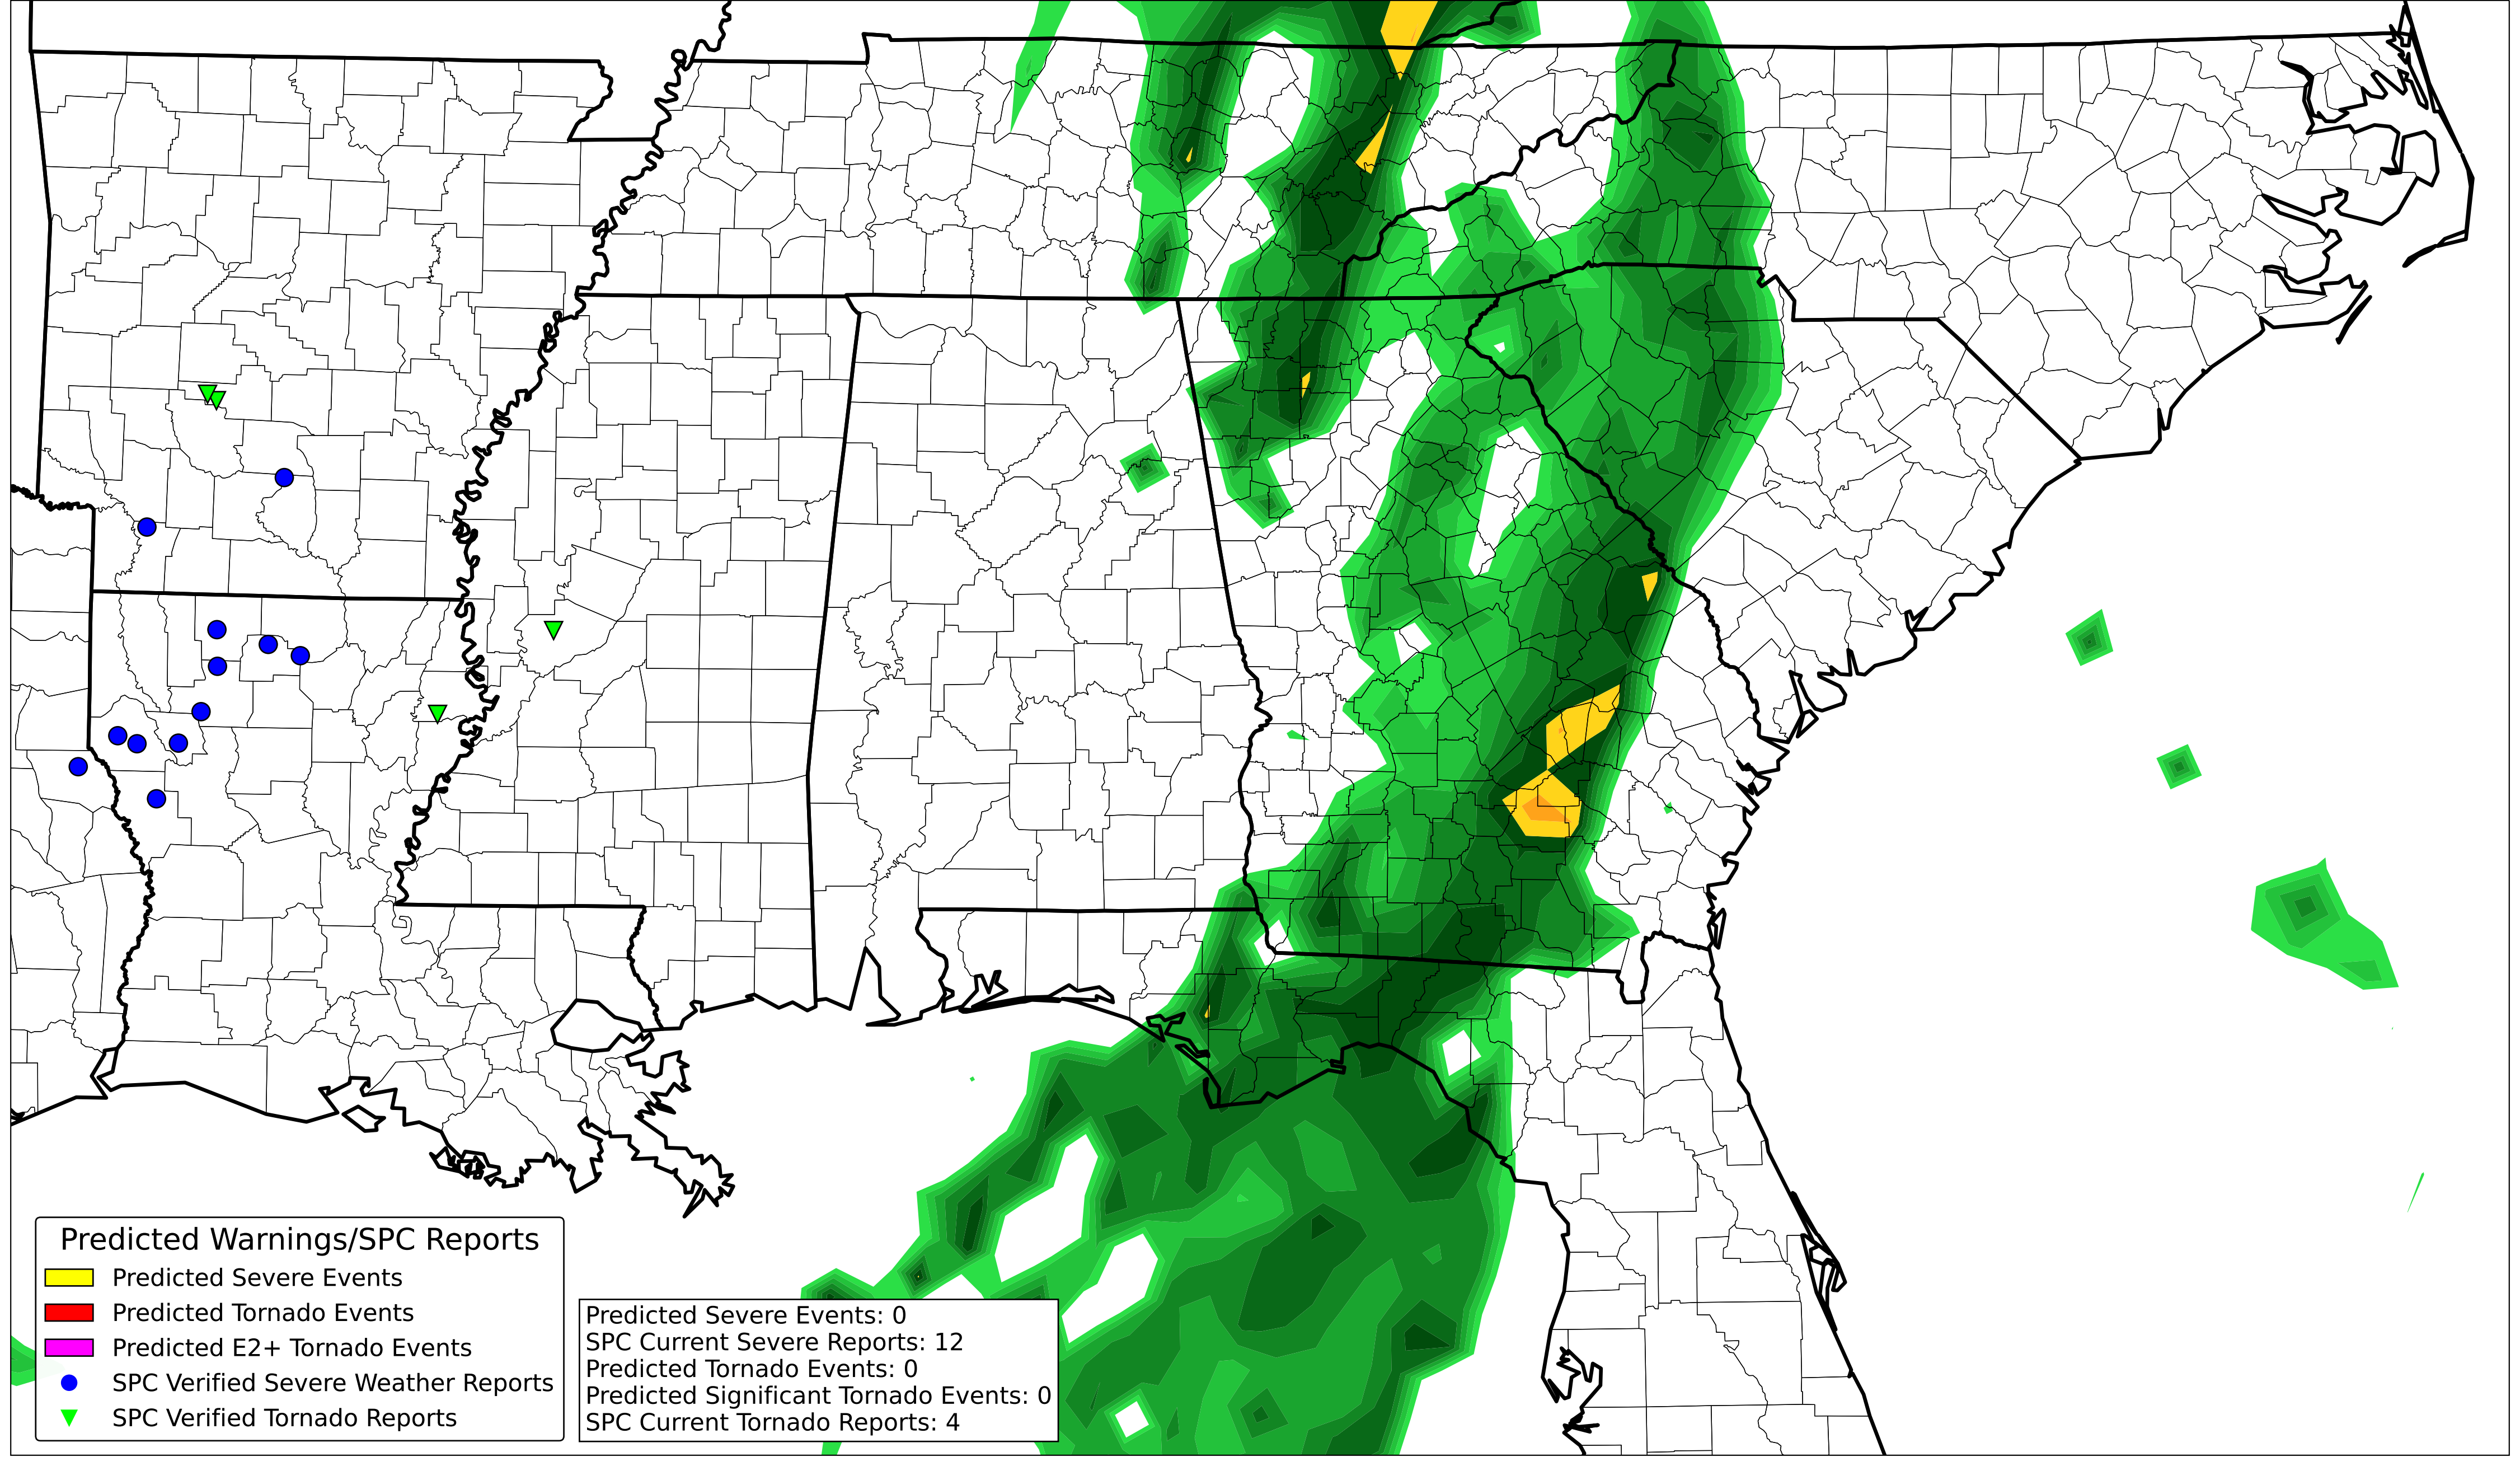 Predicted Warnings/SPC Reports
Predicted Severe Events
Predicted Tornado Events
Predicted E2+ Tornado Events
SPC Verified Severe Weather Reports
SPC Verified Tornado Reports
Predicted Severe Events: 0
SPC Current Severe Reports: 12
Predicted Tornado Events: 0
Predicted Significant Tornado Events: 0
SPC Current Tornado Reports: 4